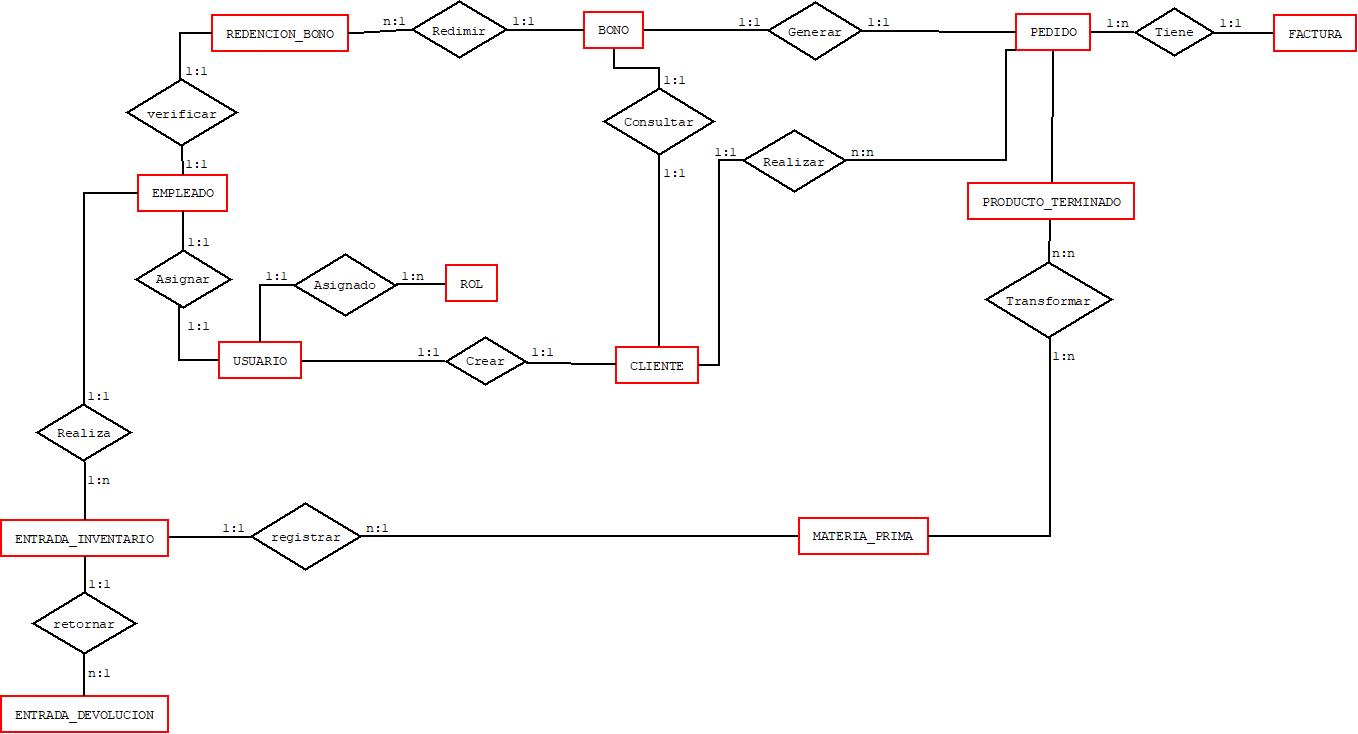 REDENCION_BONO
n:1
Redimir
1:1
BONO
1:1
Generar
1:1
PEDIDO
1:n
Tiene
1:1
FACTURA
1:1
verificar
1:1
1:1
Consultar
1:1
1:1
Realizar
n:n
EMPLEADO
PRODUCTO_TERMINADO
1:1
Asignar
1:1
1:1
Asignado
1:n
ROL
n:n
Transformar
1:n
USUARIO
1:1
Crear
1:1
CLIENTE
1:1
Realiza
1:n
ENTRADA_INVENTARIO
1:1
registrar
n:1
MATERIA_PRIMA
1:1
retornar
n:1
ENTRADA_DEVOLUCION